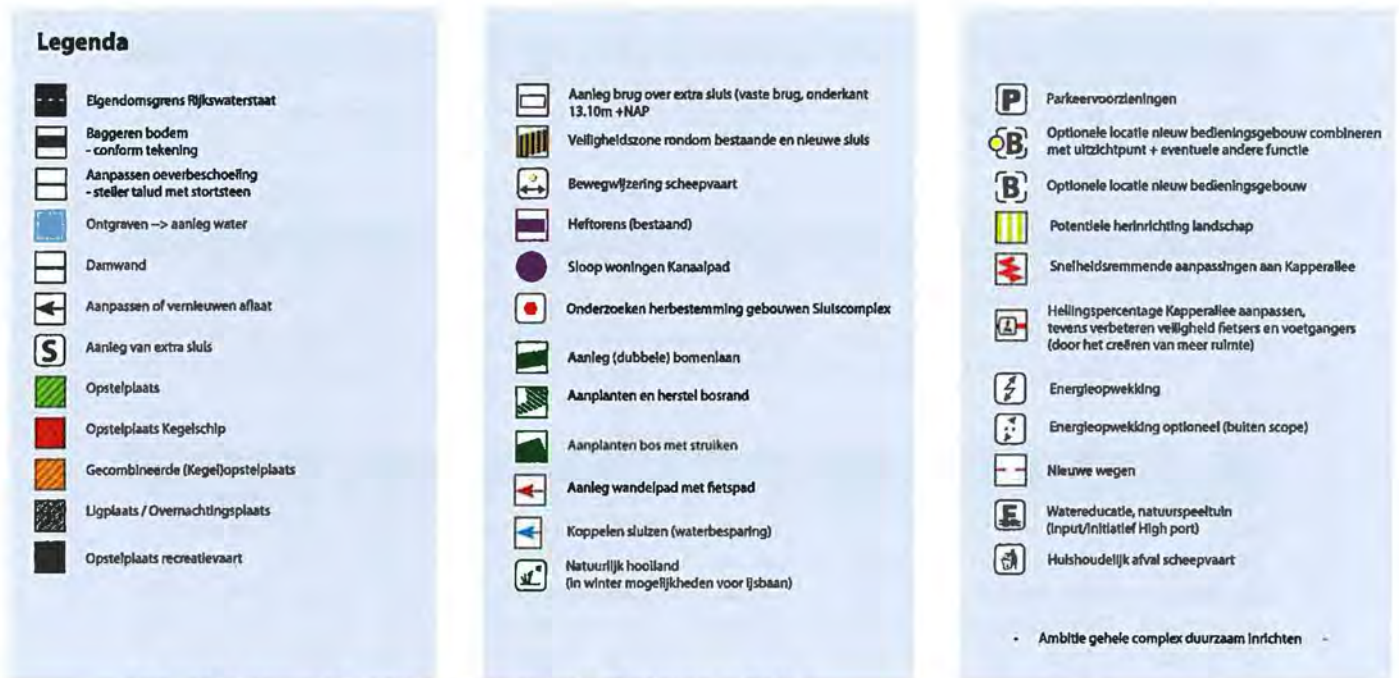 Legenda
Eigendomsgrens Rijkswaterstaat
Baggeren bodem
- conform tekening
Aanpassen oeverbeschoeiing
- steiler talud met stortsteen
Ontgraven --> aanleg water
Damwand
Aanpassen of vernieuwen aflaat
S Aanleg van extra sluis
Opstelplaats
Opstelplaats Kegelschip
Gecombineerde (Kegel)opstelplaats
Ligplaats / Overnachtingsplaats
Opstelplaats recreatievaart
Aanleg brug over extra sluis (vaste brug, onderkant
13.10m +NAP
Veiligheidszone rondom bestaande en nieuwe sluis
Bewegwijzering scheepvaart
Heftorens (bestaand)
Sloop woningen Kanaalpad
Onderzoeken herbestemming gebouwen Sluiscomplex
Aanleg (dubbele) bomenlaan
Aanplanten en herstel bosrand
Aanplanten bos met struiken
Aanleg wandelpad met fietspad
Koppelen sluizen (waterbesparing)
Natuurlijk hooiland
(in winter mogelijkheden voor ijsbaan)
P Parkeervoorzieningen
B Optionele locatie nieuw bedieningsgebouw combineren
met uitzichtpunt + eventuele andere functie
B Optionele locatie nieuw bedieningsgebouw
Potentiele herinrichting landschap
Snelheidsremmende aanpassingen aan Kapperallee
Hellingspercentage Kapperallee aanpassen,
tevens verbeteren veiligheid fietsers en voetgangers
(door het creëren van meer ruimte)
Energieopwekking
Energieopwekking optioneel (buiten scope)
Nieuwe wegen
E Watereducatie, natuurspeeltuin
(input/initiatief High port)
Huishoudelijk afval scheepvaart
- Ambitie gehele complex duurzaam inrichten -